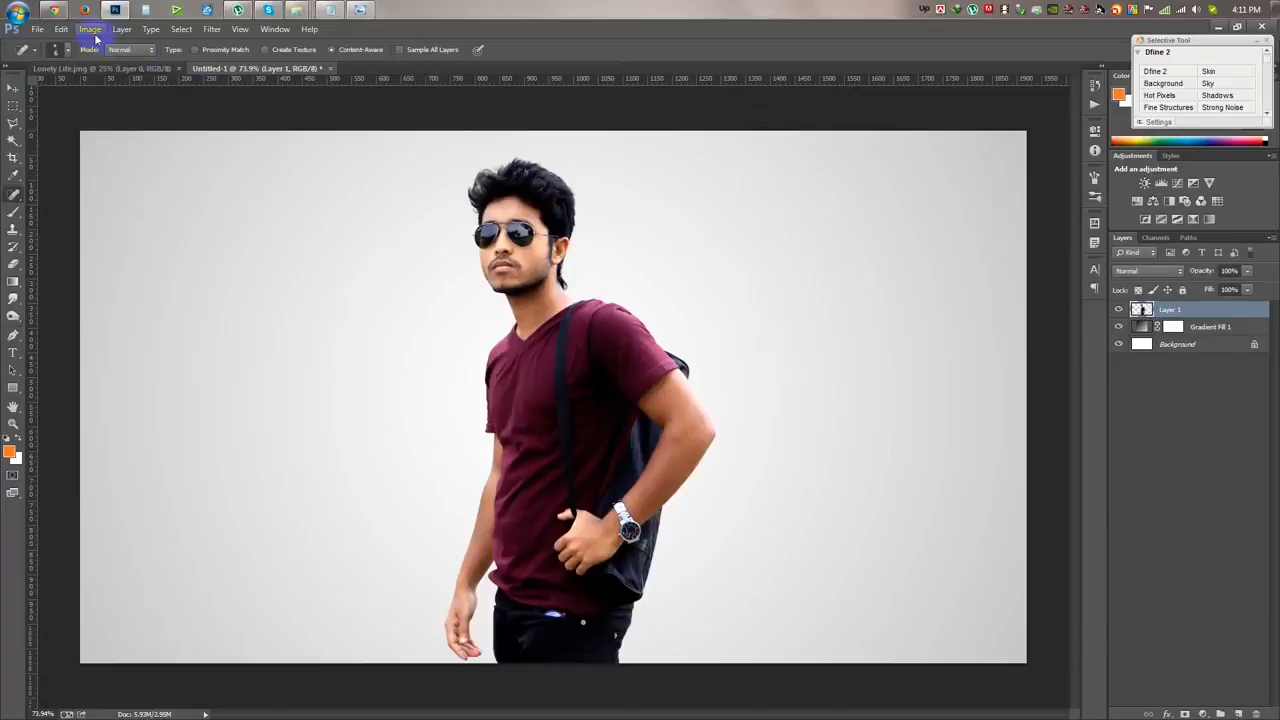 Up
4:11 PM
Ps File Edit Image Layer Type Select Filter View Window Help
Mode: Normal Type: Proximity Match Create Texture Content-Aware Sample All Layers
Lonely Life.png @ 25% (Layer 0, RGB/8) × Untitled-1 @ 73.9% (Layer 1, RGB/8) * ×
Selective Tool
Dfine 2
Dfine 2 Skin
Background Sky
Hot Pixels Shadows
Fine Structures Strong Noise
Settings
Color
Adjustments Styles
Add an adjustment
Layers Channels Paths
Kind
Normal Opacity: 100%
Lock: Fill: 100%
Layer 1
Gradient Fill 1
Background
73.94% Doc: 5.93M/2.95M